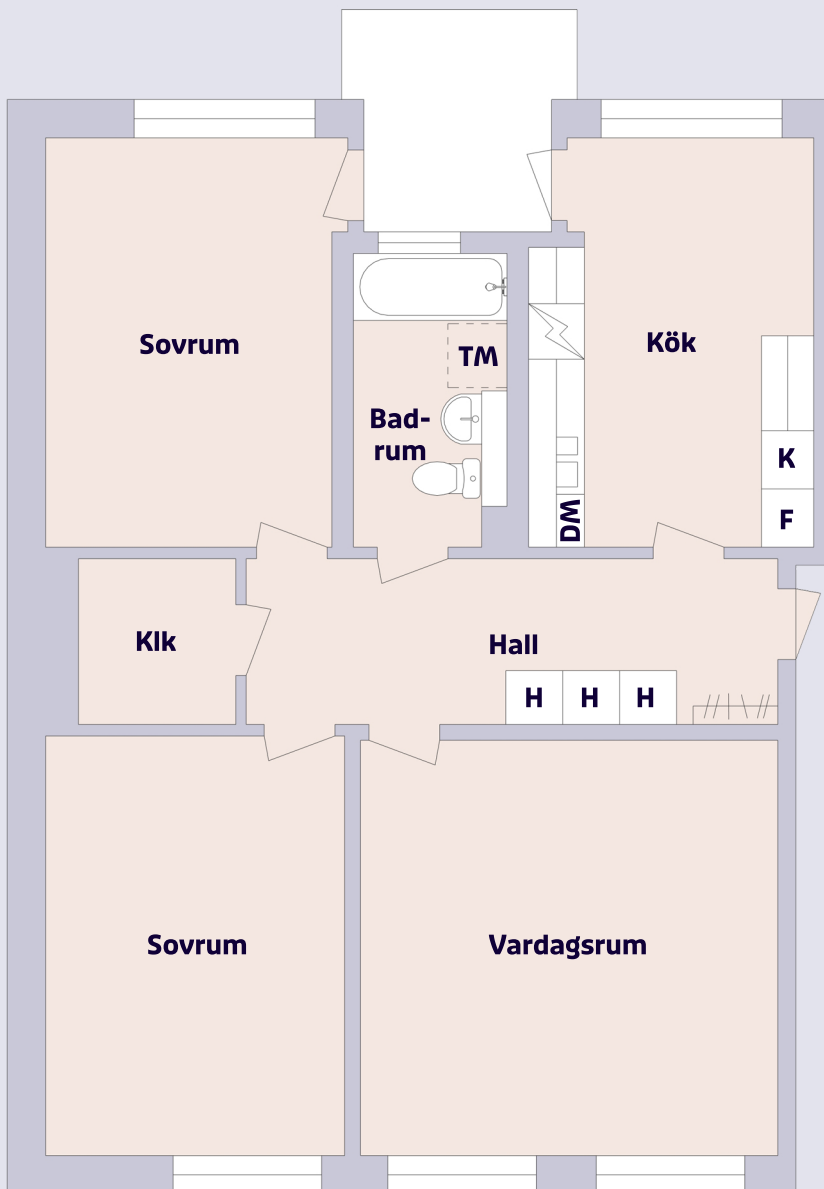 Sovrum
TM
Kök
Bad-
rum
K
F
DM
Klk
Hall
H H H
Sovrum
Vardagsrum